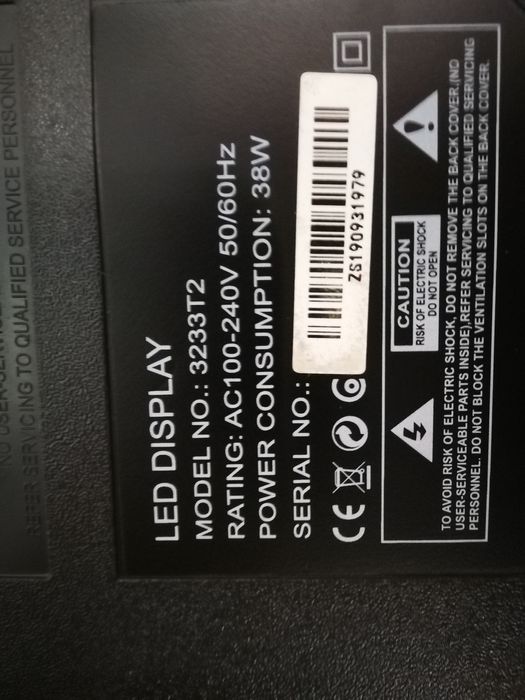 LED DISPLAY
MODEL NO.: 3233T2
RATING: AC100-240V 50/60Hz
POWER CONSUMPTION: 38W
SERIAL NO.:
ZS190931979
CE
CAUTION
RISK OF ELECTRIC SHOCK
DO NOT OPEN
TO AVOID RISK OF ELECTRIC SHOCK, DO NOT REMOVE THE BACK COVER.(NO
USER-SERVICEABLE PARTS INSIDE),REFER SERVICING TO QUALIFIED SERVICING
PERSONNEL. DO NOT BLOCK THE VENTILATION SLOTS ON THE BACK COVER.
TO QUALIFIED SERVICE PERSONNEL